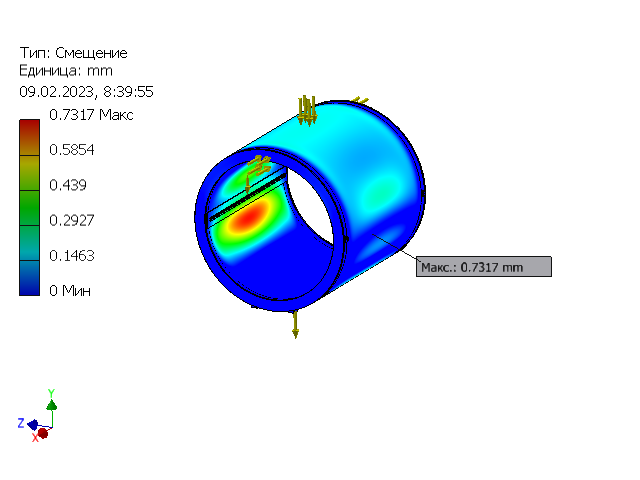 Тип: Смещение
Единица: mm
09.02.2023, 8:39:55
0.7317 Макс
0.5854
0.439
0.2927
0.1463
0 Мин
Макс.: 0.7317 mm
Y
Z
X